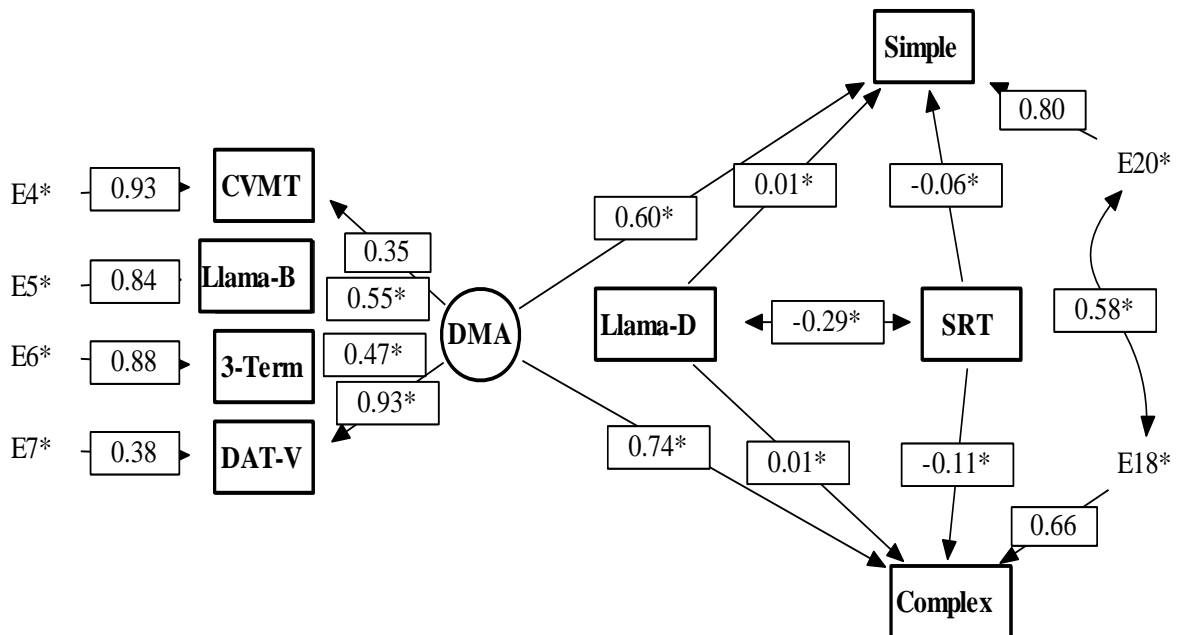 Simple
0.80
E20*
E4*
0.93
CVMT
0.01*
-0.06*
0.60*
0.35
E5*
0.84
Llama-B
0.55*
DMA
Llama-D
-0.29*
SRT
0.58*
E6*
0.88
3-Term
0.47*
0.93*
E7*
0.38
DAT-V
0.74*
0.01*
-0.11*
E18*
0.66
Complex